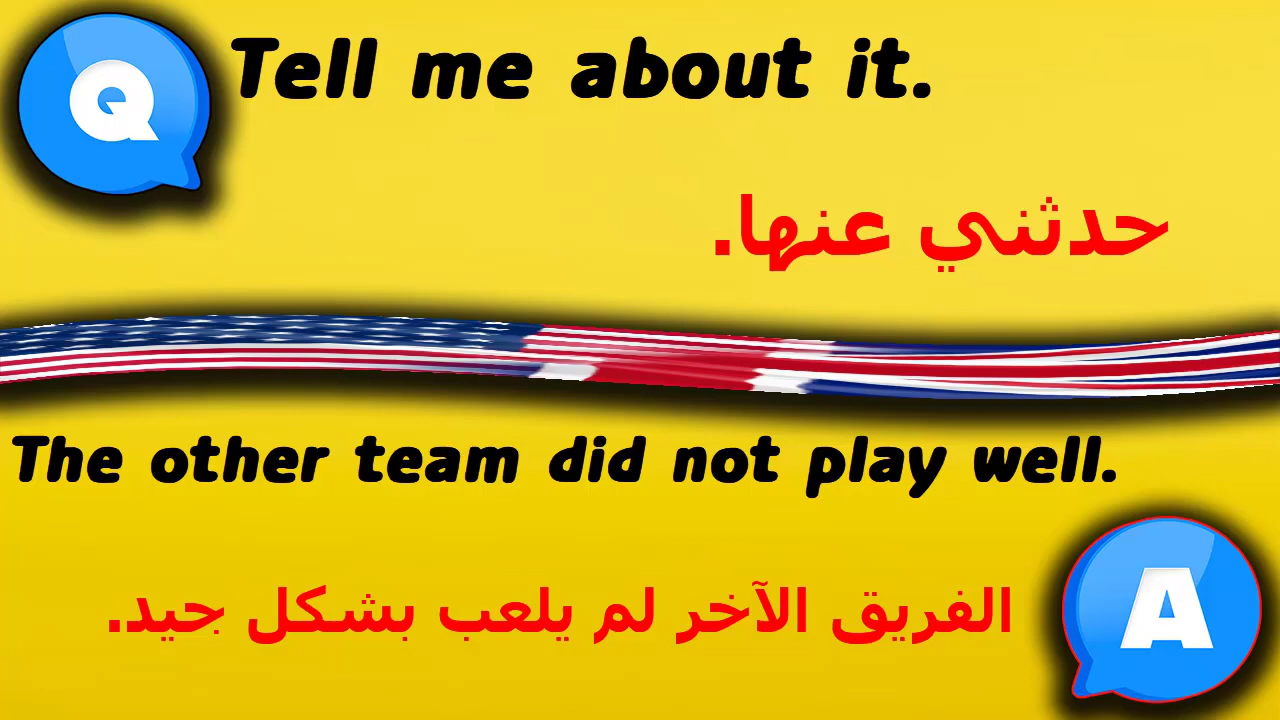 Q
Tell me about it.
حدثني عنها.
The other team did not play well.
الفريق الآخر لم يلعب بشكل جيد.
A